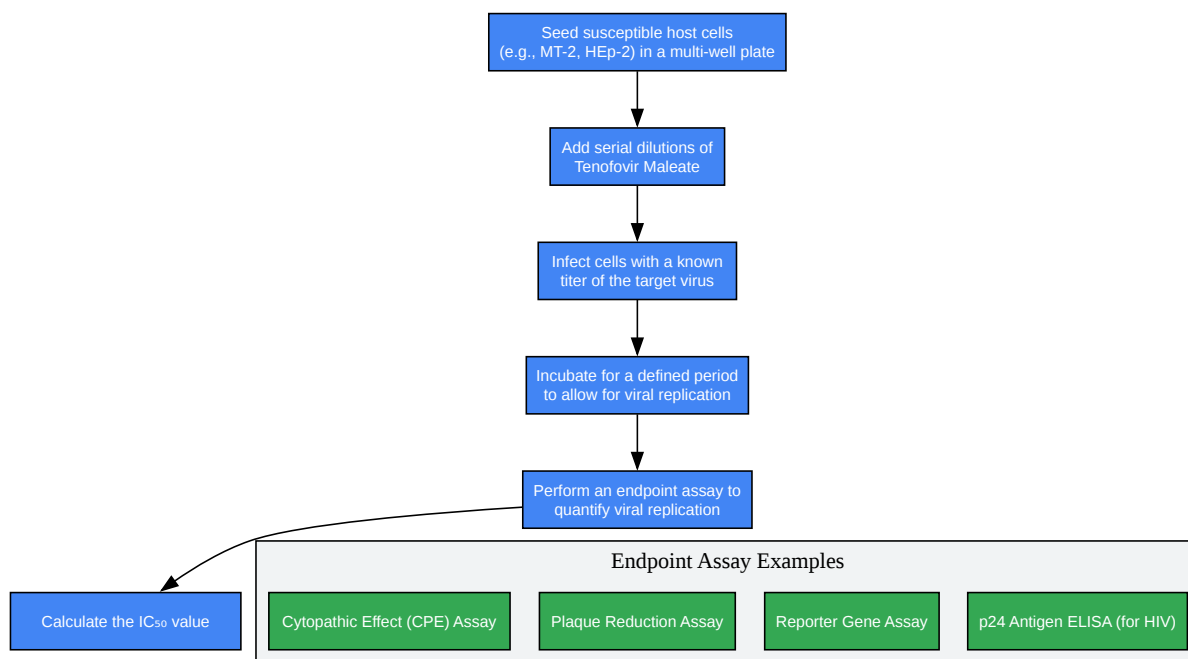 Seed susceptible host cells
(e.g., MT-2, HEp-2) in a multi-well plate
Add serial dilutions of
Tenofovir Maleate
Infect cells with a known
titer of the target virus
Incubate for a defined period
to allow for viral replication
Perform an endpoint assay to
quantify viral replication
Endpoint Assay Examples
Calculate the IC₅₀ value
Cytopathic Effect (CPE) Assay
Plaque Reduction Assay
Reporter Gene Assay
p24 Antigen ELISA (for HIV)